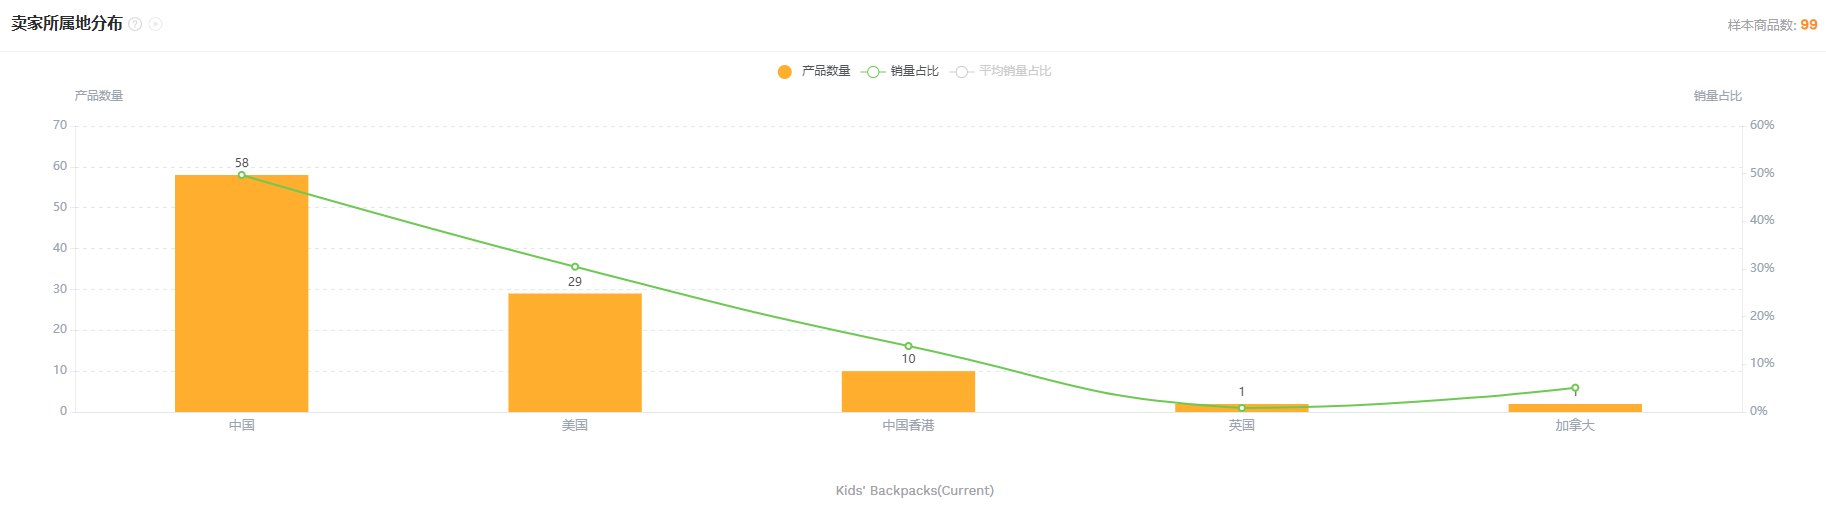 卖家所属地分布 ?
样本商品数: 99
产品数量 销量占比 平均销量占比
产品数量 销量占比
70 60%
60 50%
50 40%
40 30%
30 20%
20 10%
10 0%
0
58
29
10
1
1
中国 美国 中国香港 英国 加拿大
Kids' Backpacks(Current)